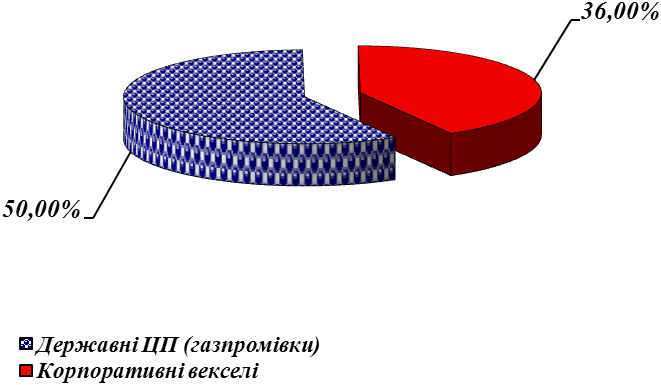 36,00%
50,00%
Державні ЦП (газпромівки)
Корпоративні векселі